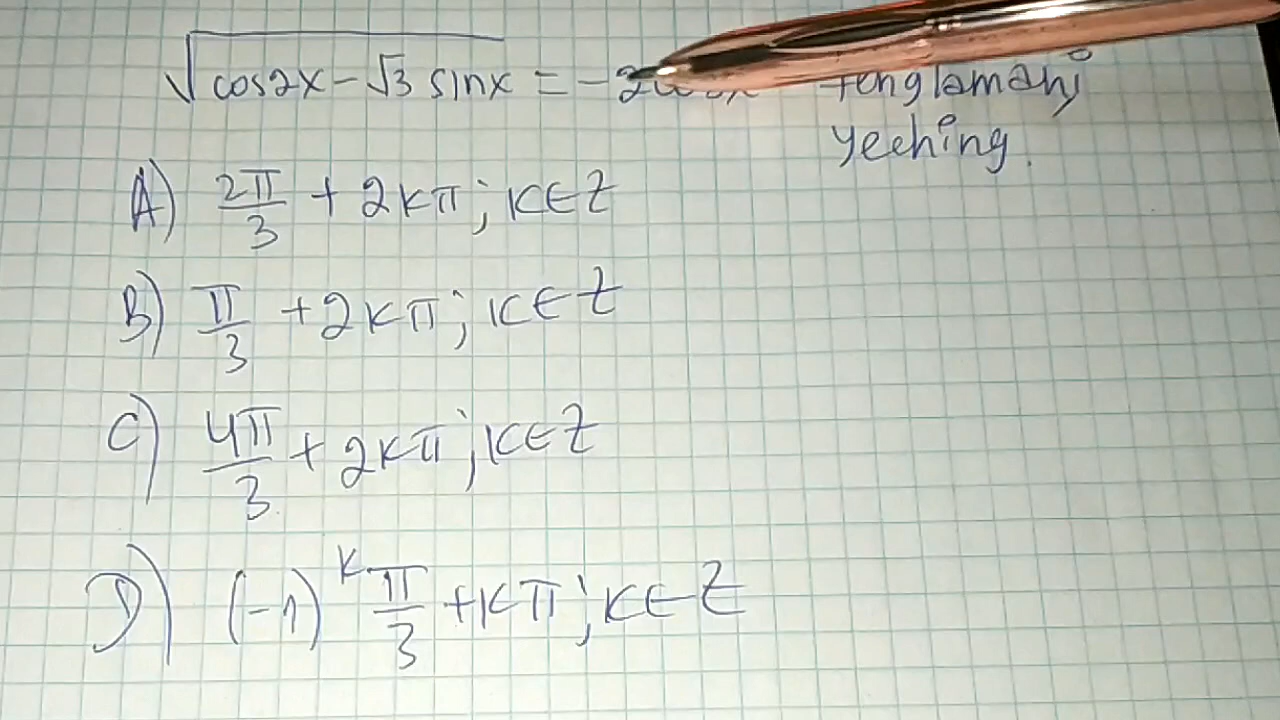 √cos2x-√3 sinx = -2 tenglamani
yeching.
A) 2π/3 + 2kπ; k∈Z
B) π/3 + 2kπ; k∈Z
C) 4π/3 + 2kπ; k∈Z
D) (-1)^k π/3 + kπ; k∈Z